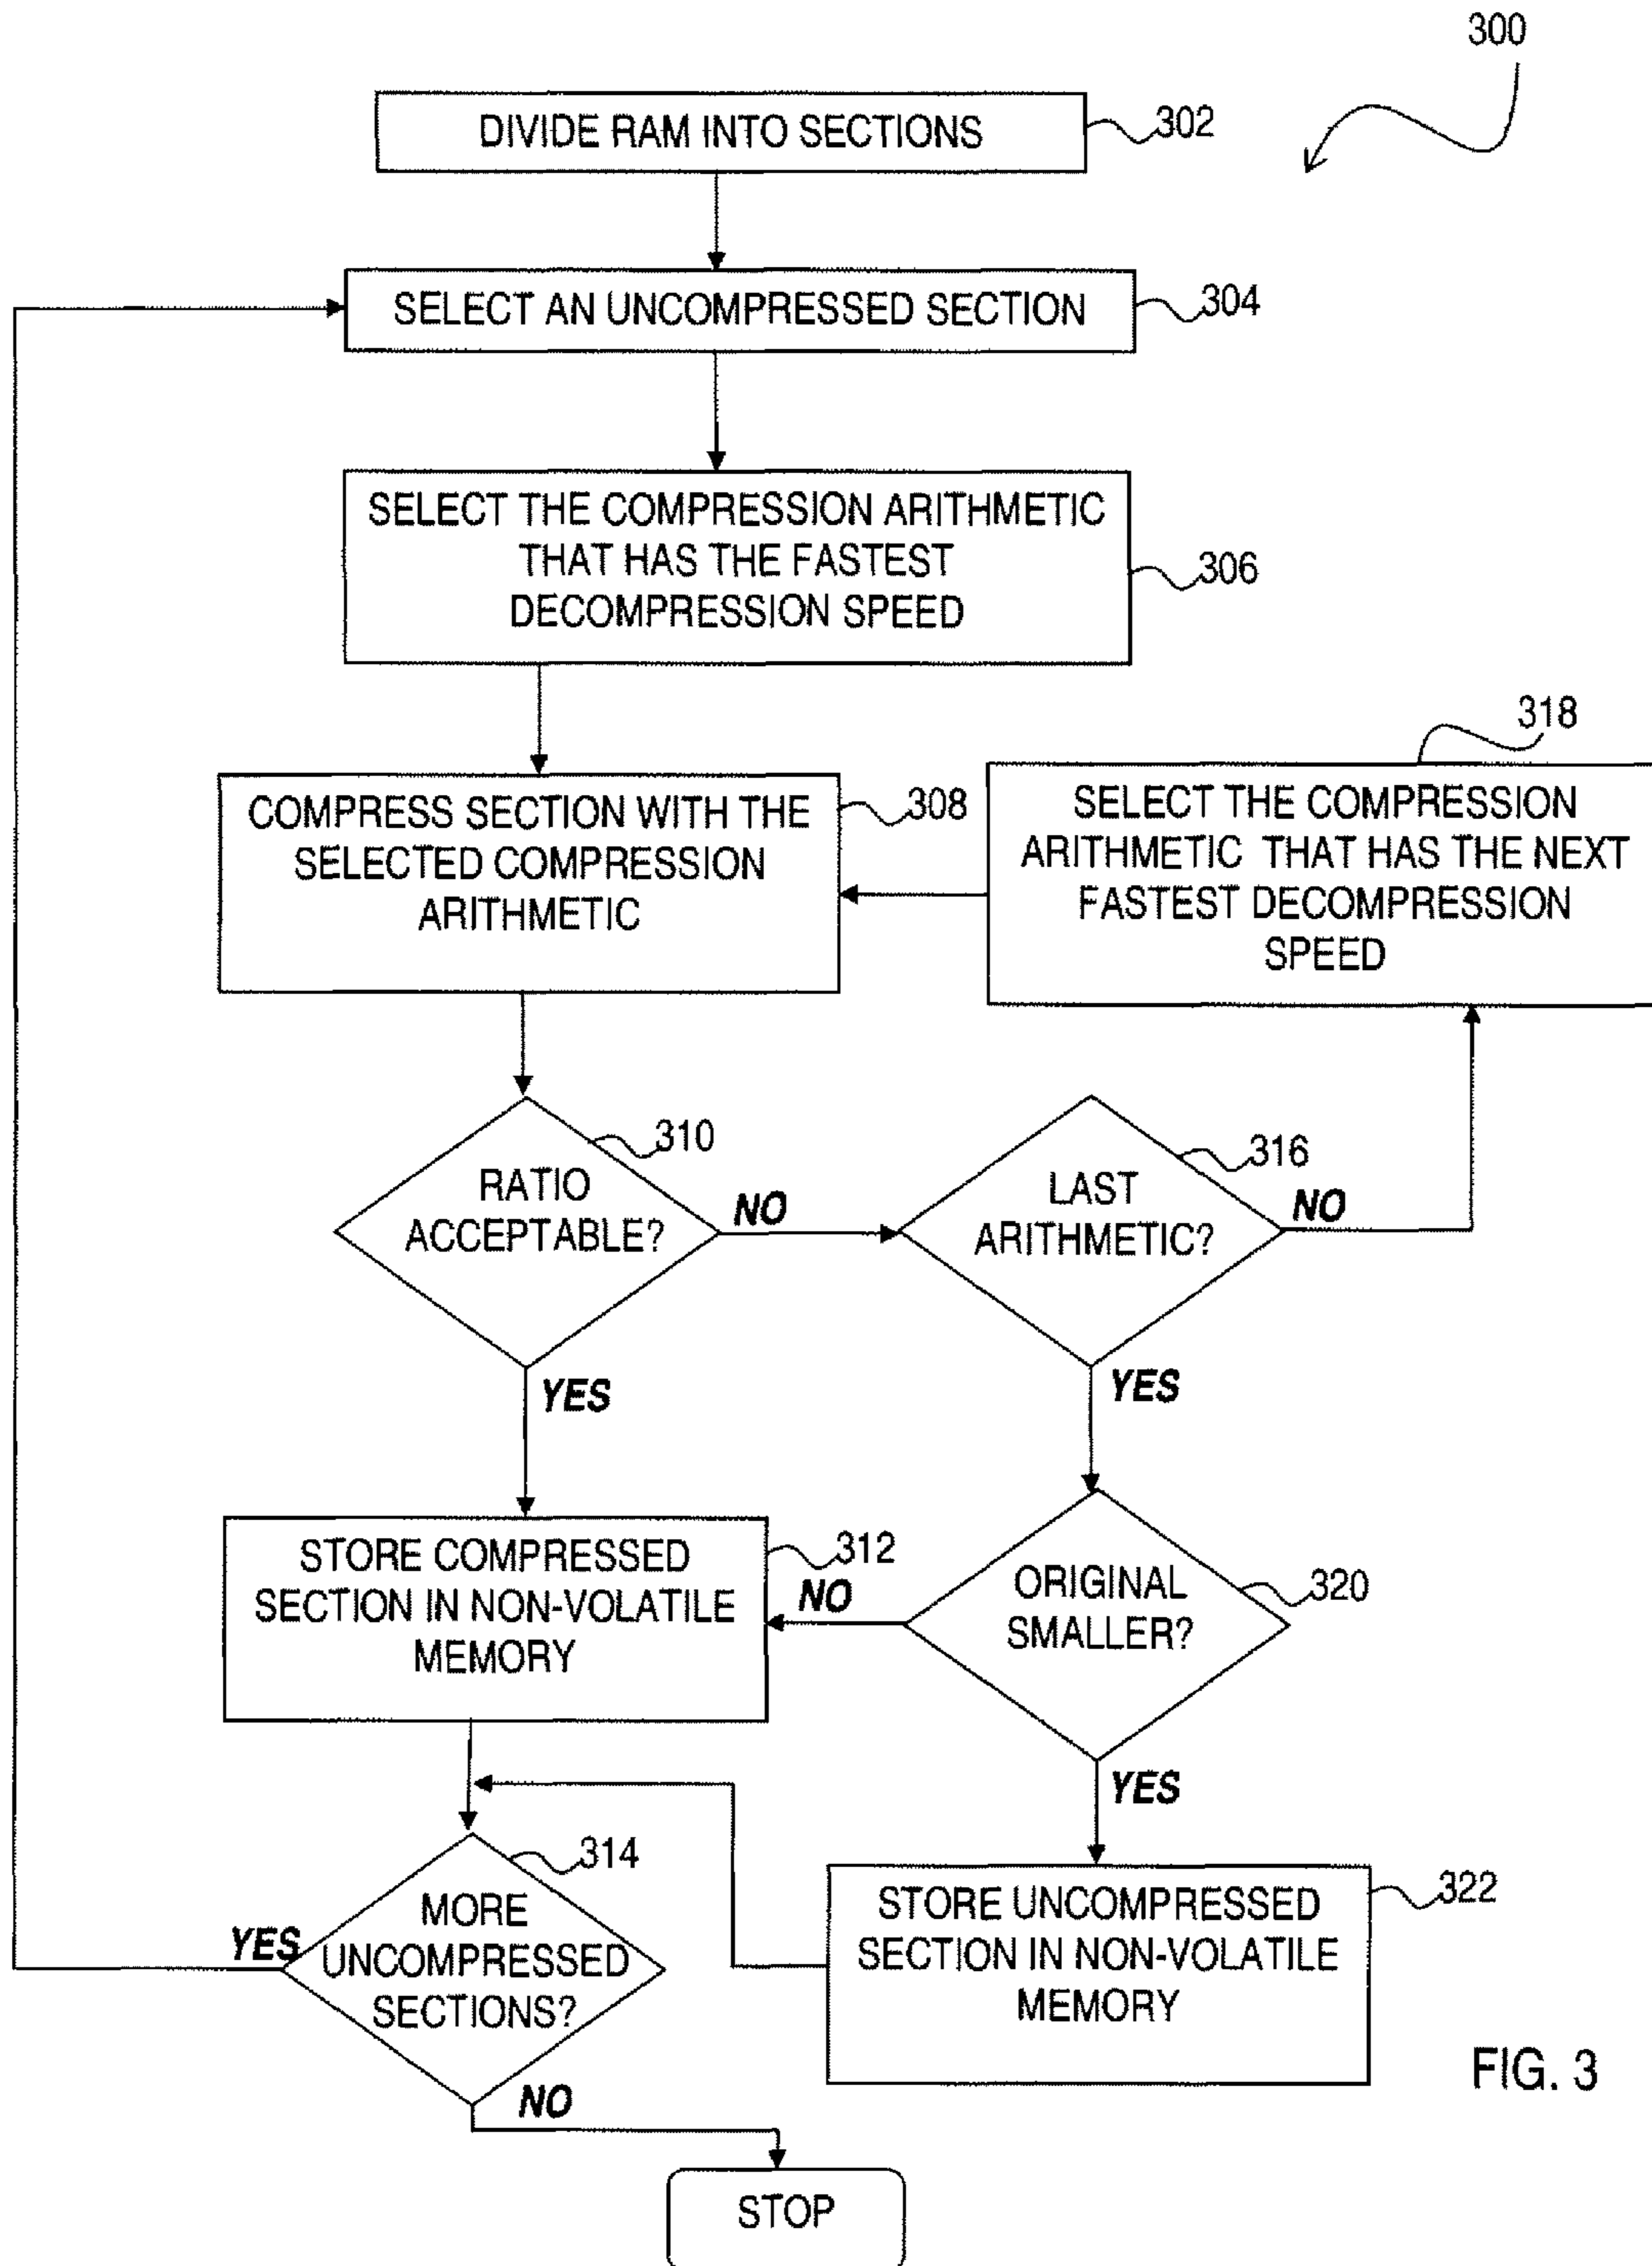 300
DIVIDE RAM INTO SECTIONS
302
SELECT AN UNCOMPRESSED SECTION
304
SELECT THE COMPRESSION ARITHMETIC
THAT HAS THE FASTEST
DECOMPRESSION SPEED
306
318
COMPRESS SECTION WITH THE
SELECTED COMPRESSION
ARITHMETIC
308
SELECT THE COMPRESSION
ARITHMETIC THAT HAS THE NEXT
FASTEST DECOMPRESSION
SPEED
RATIO
ACCEPTABLE?
310
NO
LAST
ARITHMETIC?
316
NO
YES
YES
STORE COMPRESSED
SECTION IN NON-VOLATILE
MEMORY
312
NO
ORIGINAL
SMALLER?
320
YES
314
MORE
UNCOMPRESSED
SECTIONS?
YES
STORE UNCOMPRESSED
SECTION IN NON-VOLATILE
MEMORY
322
NO
FIG. 3
STOP